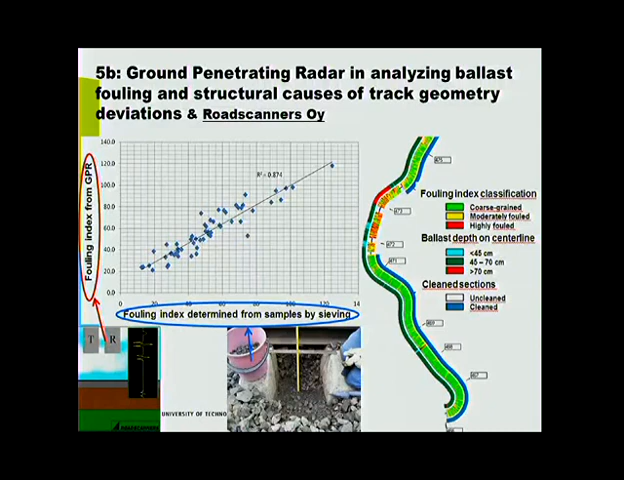 5b: Ground Penetrating Radar in analyzing ballast
fouling and structural causes of track geometry
deviations & Roadscanners Oy
Fouling index from GPR
140.0
120.0
100.0
80.0
60.0
40.0
20.0
0.0
R² = 0.874
20
40
60
80
100
120
14
Fouling index determined from samples by sieving
T R
UNIVERSITY OF TECHNO
Fouling index classification
Coarse-grained
Moderately fouled
Highly fouled
Ballast depth on centerline
<45 cm
45 – 70 cm
>70 cm
Cleaned sections
Uncleaned
Cleaned